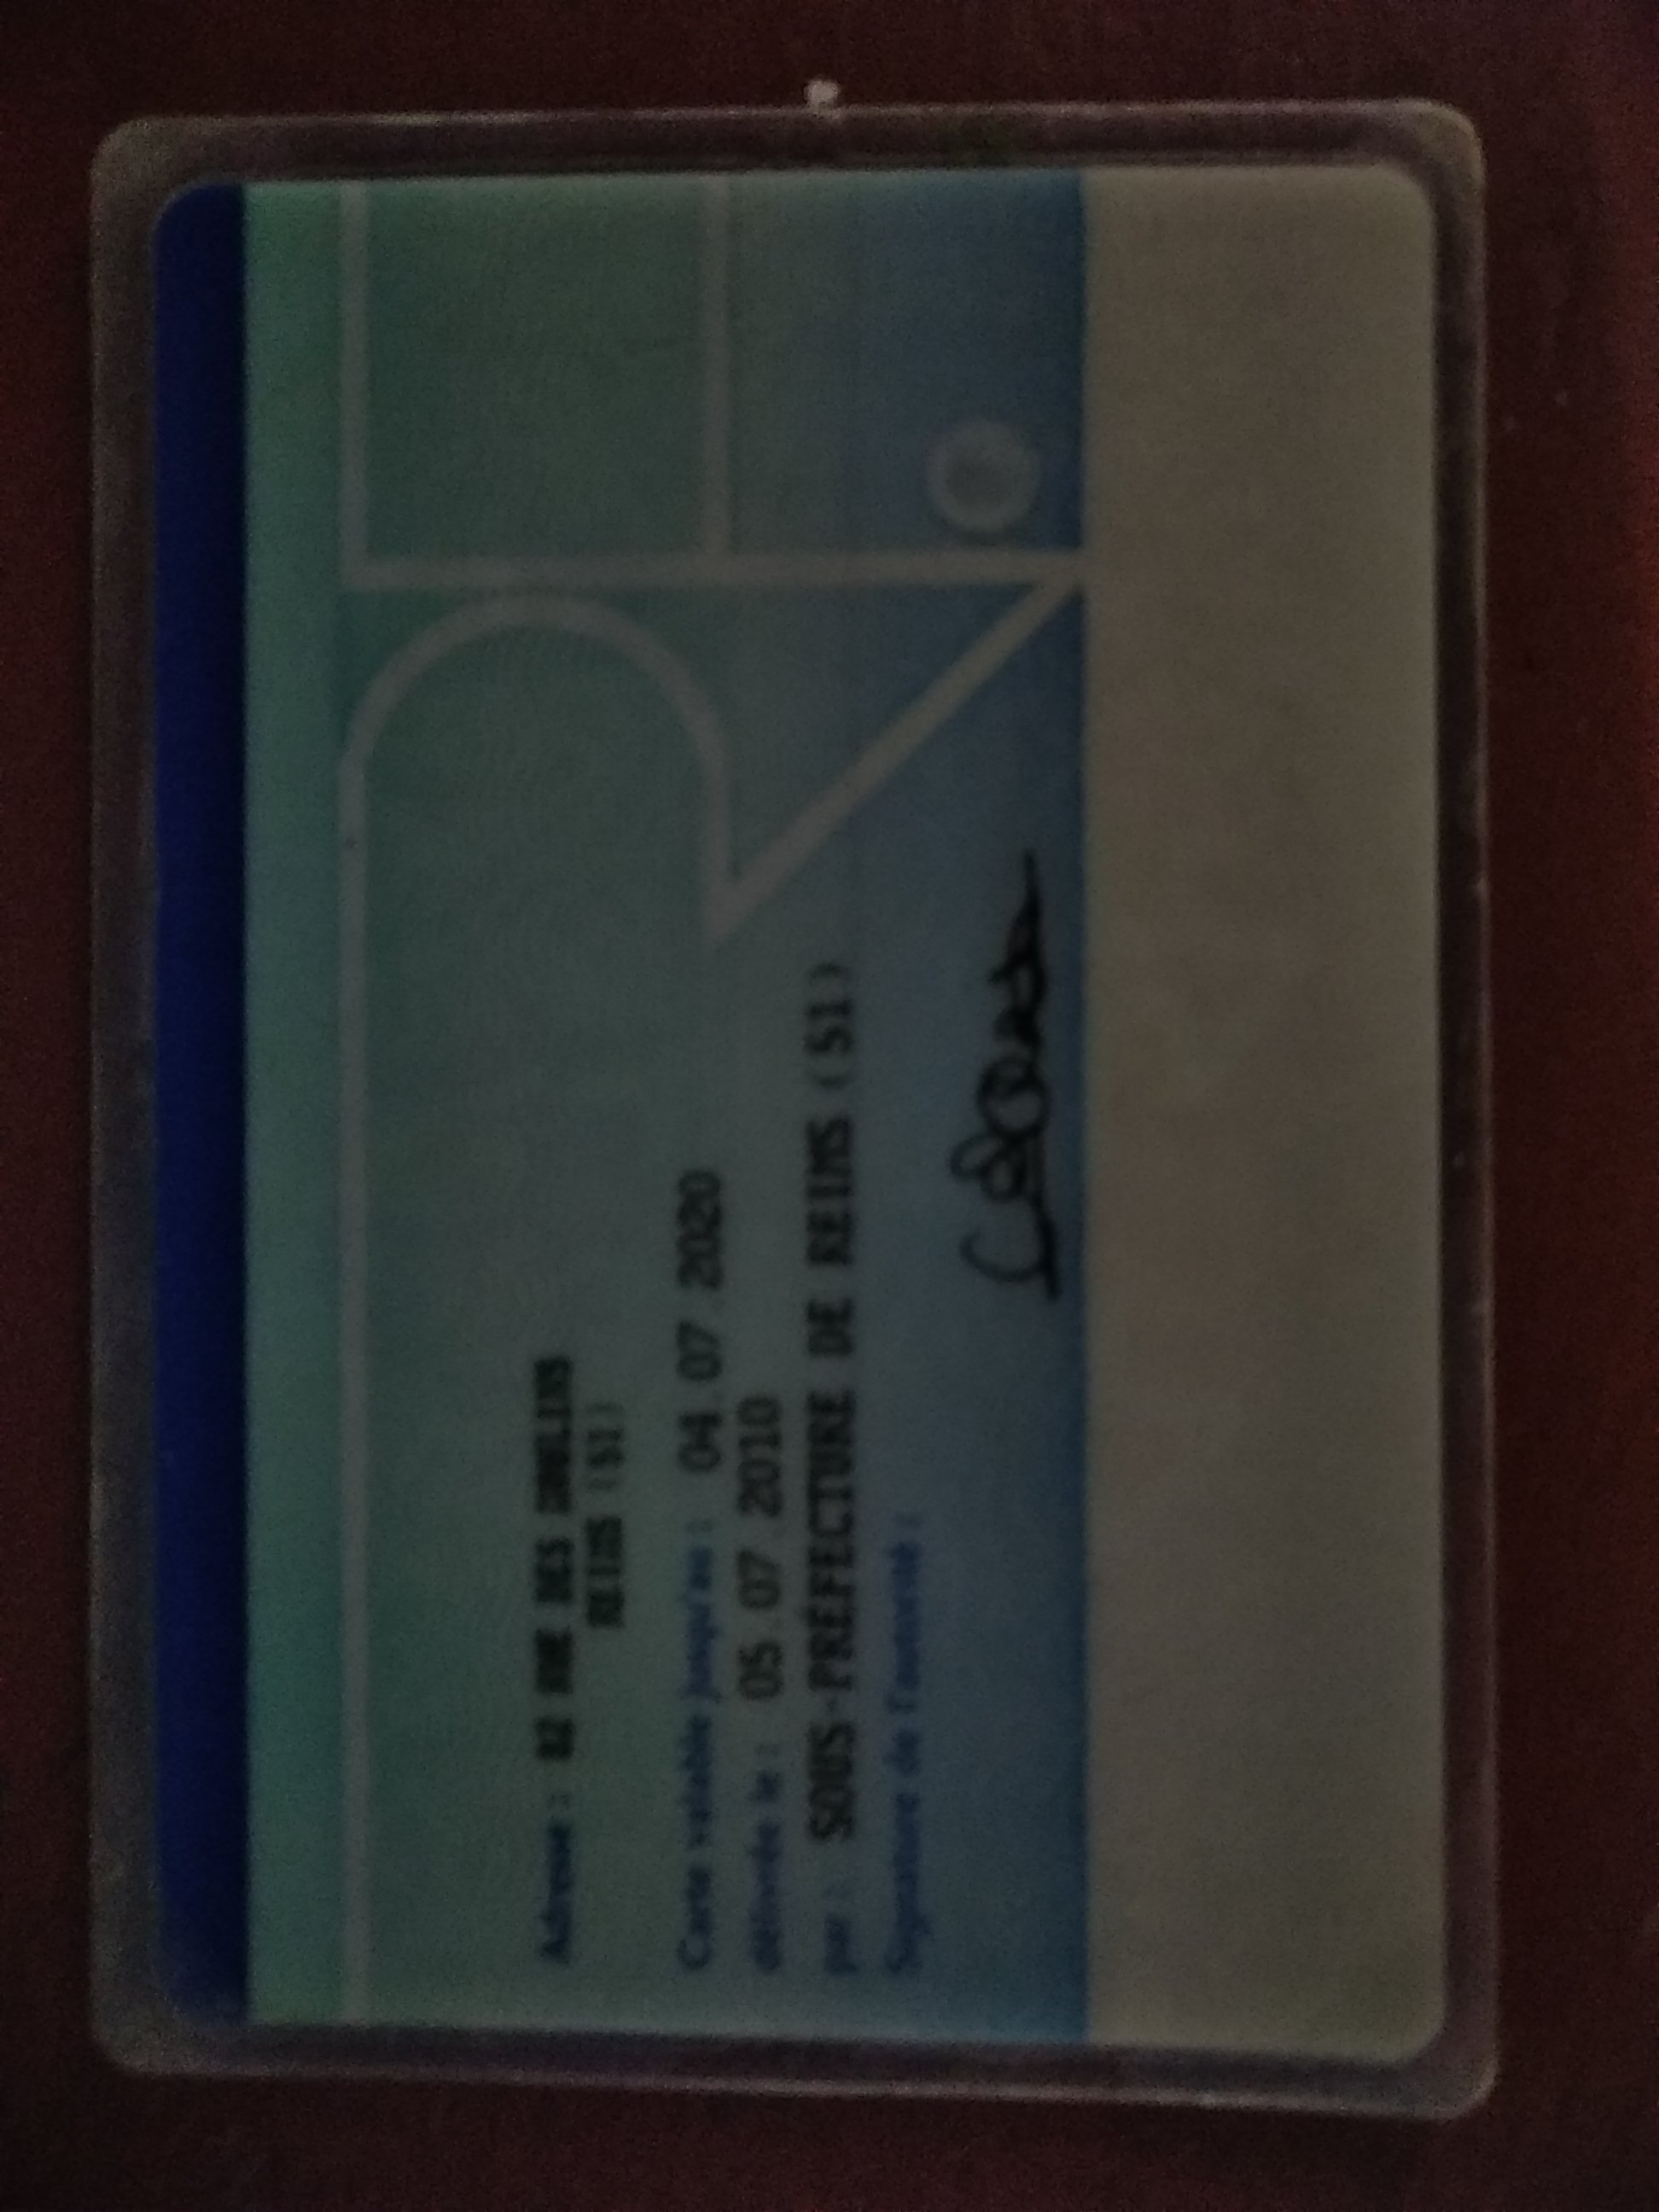 Adresse : 82 RUE DES
REIMS (51)
Carte valable jusqu'au : 04.07.2020
délivrée le : 05.07.2010
par : SOUS-PRÉFECTURE DE REIMS (51)
Signature de l'autorité :